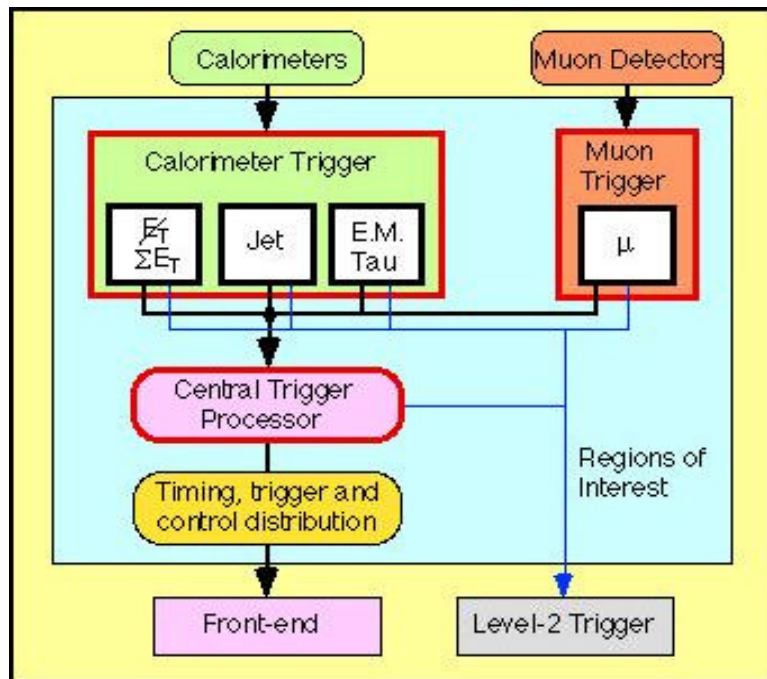 Calorimeters
Muon Detectors
Calorimeter Trigger
Muon
Trigger
E̸T
ΣET
Jet
E.M.
Tau
μ
Central Trigger
Processor
Regions of
Interest
Timing, trigger and
control distribution
Front-end
Level-2 Trigger